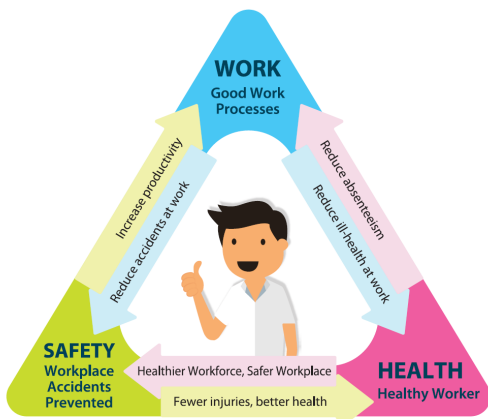 WORK
Good Work
Processes
Increase productivity
Reduce accidents at work
Reduce absenteeism
Reduce ill-health at work
SAFETY
Workplace
Accidents
Prevented
Healthier Workforce, Safer Workplace
Fewer injuries, better health
HEALTH
Healthy Worker